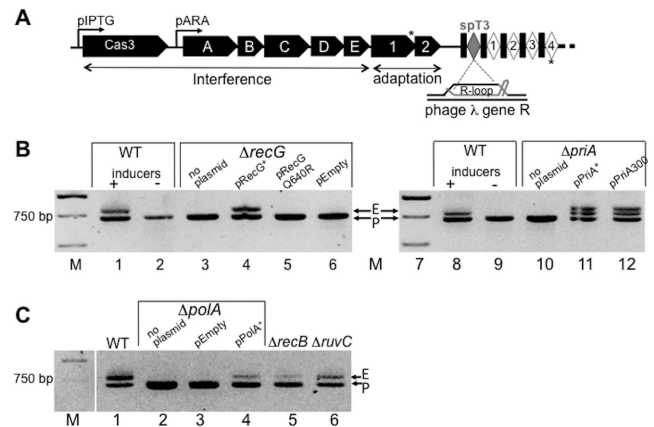 A
pIPTG pARA * spT3
Cas3 A B C D E 1 2 1 2 3 4
*
Interference adaptation
R-loop
phage λ gene R
B
WT ΔrecG WT ΔpriA
inducers no plasmid pRecG⁺ pRecG Q640R pEmpty inducers no plasmid pPriA⁺ pPriA300
+ - + -
750 bp E P 750 bp
M 1 2 3 4 5 6 M 7 8 9 10 11 12
C
ΔpolA
WT no plasmid pEmpty pPolA⁺ ΔrecB ΔruvC
750 bp E
P
M 1 2 3 4 5 6